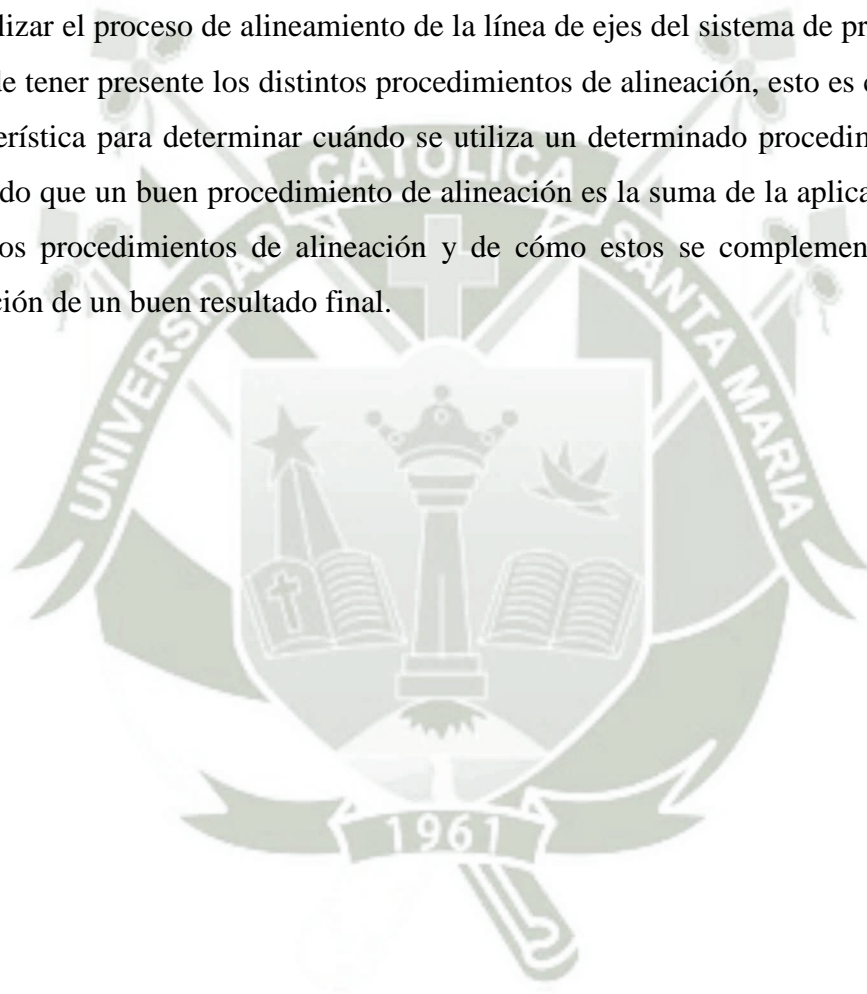 lizar el proceso de alineamiento de la línea de ejes del sistema de pr
de tener presente los distintos procedimientos de alineación, esto es
erística para determinar cuándo se utiliza un determinado procedim
do que un buen procedimiento de alineación es la suma de la aplica
os procedimientos de alineación y de cómo estos se complemen
ción de un buen resultado final.
UNIVERSIDAD CATOLICA SANTA MARIA
1961